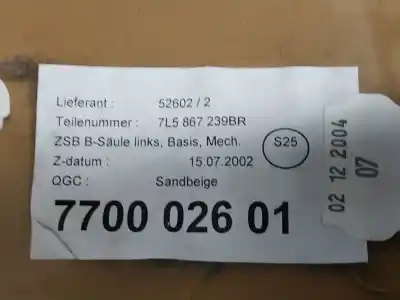 Lieferant : 52602 / 2
Teilenummer : 7L5 867 239BR
ZSB B-Säule links, Basis, Mech.
S25
Z-datum : 15.07.2002
QGC : Sandbeige
7700 026 01
02 12 2004
07